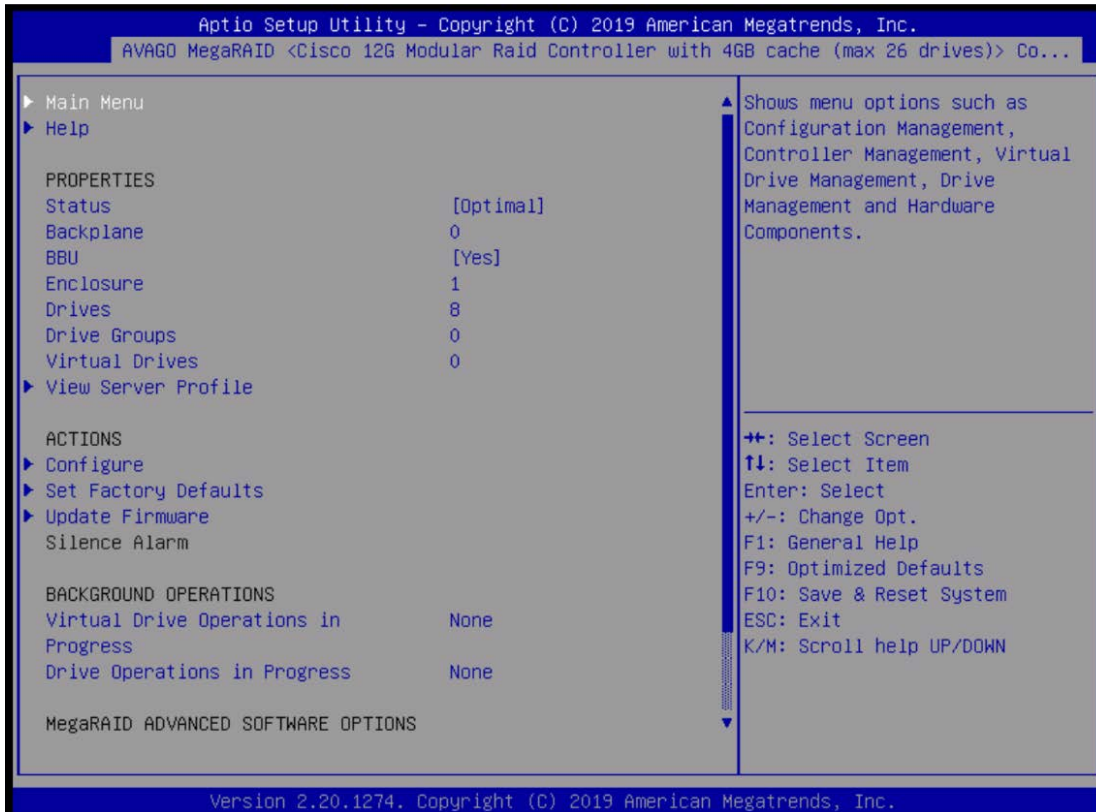 Aptio Setup Utility – Copyright (C) 2019 American Megatrends, Inc.
AVAGO MegaRAID <Cisco 12G Modular Raid Controller with 4GB cache (max 26 drives)> Co...
Main Menu
Help
PROPERTIES
Status [Optimal]
Backplane 0
BBU [Yes]
Enclosure 1
Drives 8
Drive Groups 0
Virtual Drives 0
View Server Profile
ACTIONS
Configure
Set Factory Defaults
Update Firmware
Silence Alarm
BACKGROUND OPERATIONS
Virtual Drive Operations in None
Progress
Drive Operations in Progress None
MegaRAID ADVANCED SOFTWARE OPTIONS
Shows menu options such as
Configuration Management,
Controller Management, Virtual
Drive Management, Drive
Management and Hardware
Components.
→←: Select Screen
↑↓: Select Item
Enter: Select
+/-: Change Opt.
F1: General Help
F9: Optimized Defaults
F10: Save & Reset System
ESC: Exit
K/M: Scroll help UP/DOWN
Version 2.20.1274. Copyright (C) 2019 American Megatrends, Inc.